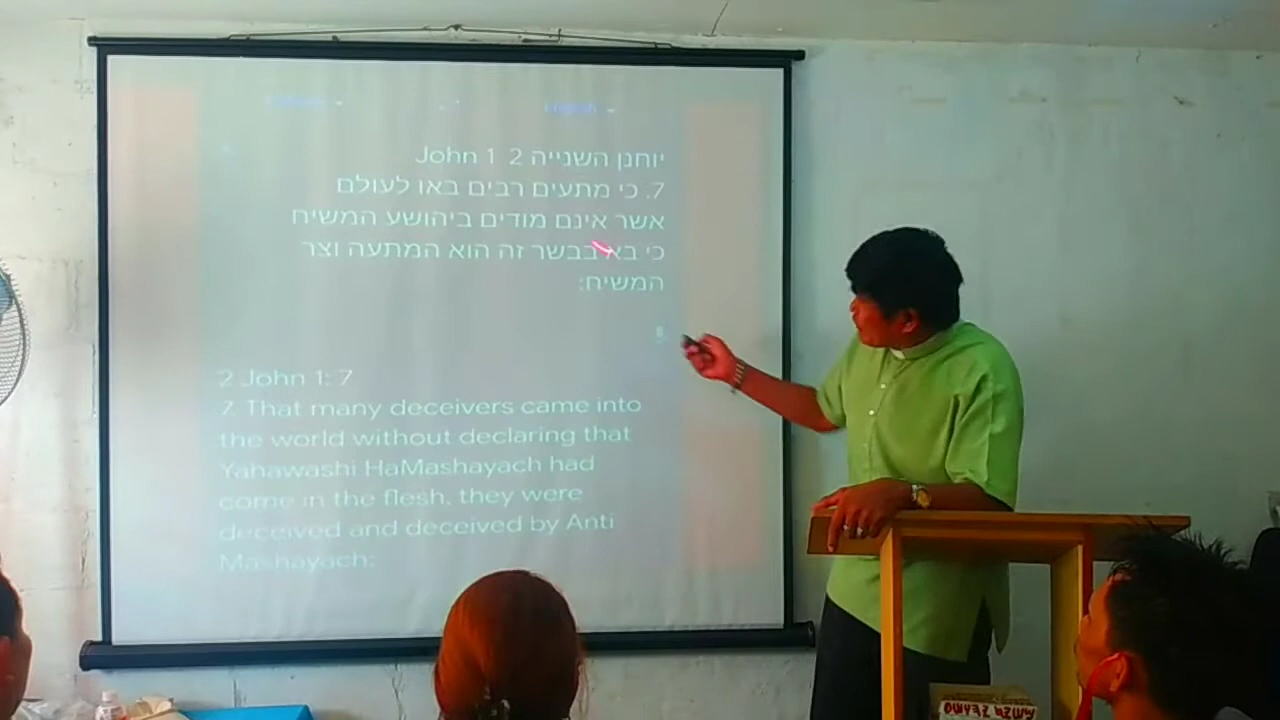 English
יוחנן השנייה 2 John 1
7. כי מתעים רבים באו לעולם
אשר אינם מודים ביהושע המשיח
כי בא בבשר זה הוא המתעה וצר
המשיח:
8
2 John 1: 7
7. That many deceivers came into
the world without declaring that
Yahawashi HaMashayach had
come in the flesh, they were
deceived and deceived by Anti
Mashayach: